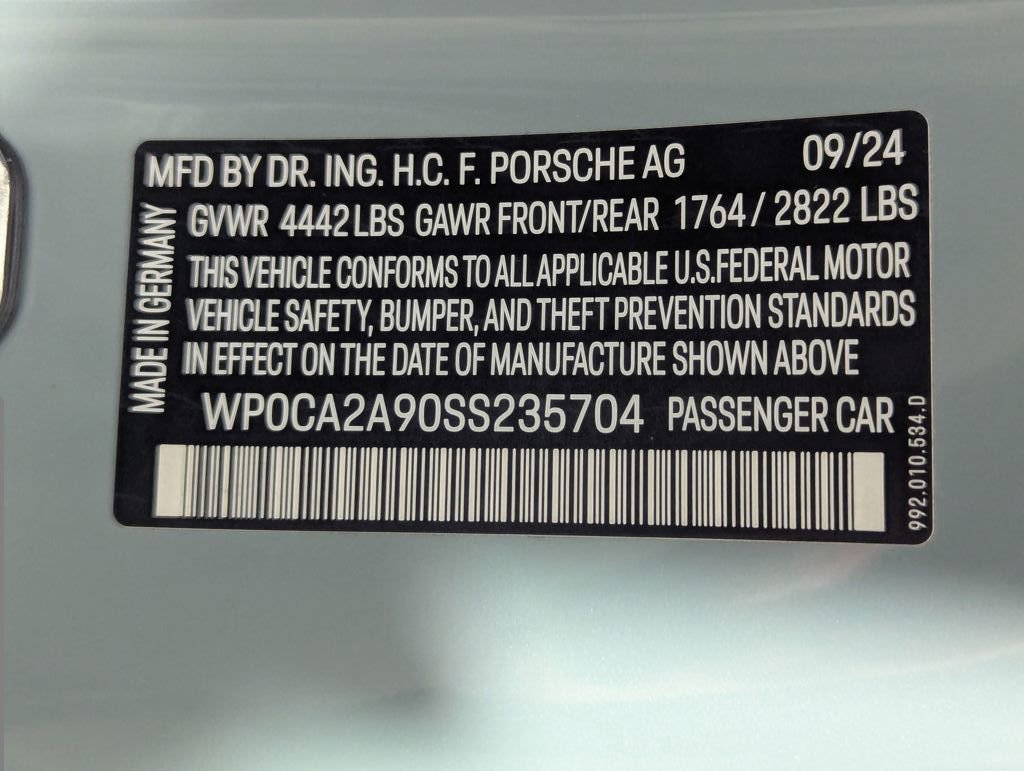 MFD BY DR. ING. H.C. F. PORSCHE AG 09/24
GVWR 4442 LBS GAWR FRONT/REAR 1764 / 2822 LBS
THIS VEHICLE CONFORMS TO ALL APPLICABLE U.S. FEDERAL MOTOR
VEHICLE SAFETY, BUMPER, AND THEFT PREVENTION STANDARDS
IN EFFECT ON THE DATE OF MANUFACTURE SHOWN ABOVE
WP0CA2A90SS235704 PASSENGER CAR
MADE IN GERMANY
992.010.534.D